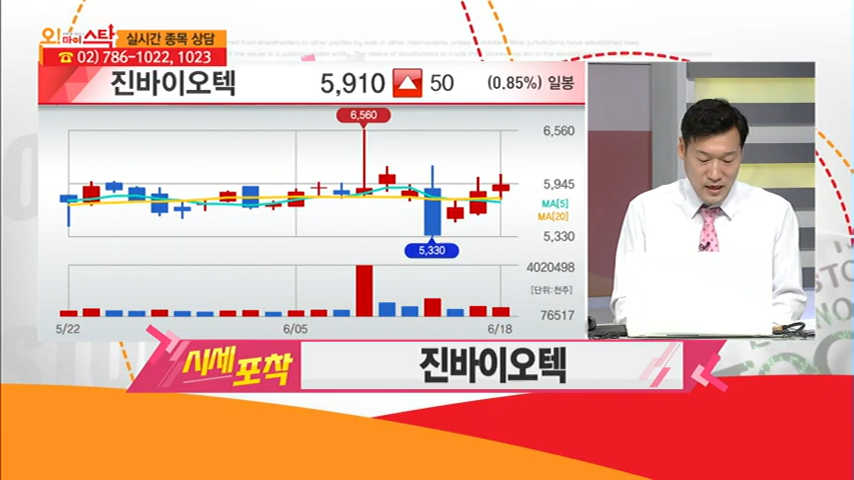 오! 마이 스탁
실시간 종목 상담
☎ 02) 786-1022, 1023
진바이오텍 5,910 ▲ 50 (0.85%) 일봉
6,560
6,560
5,945
MA[5]
MA[20]
5,330
5,330
4020498
[단위:천주]
76517
5/22 6/05 6/18
시세포착 진바이오텍